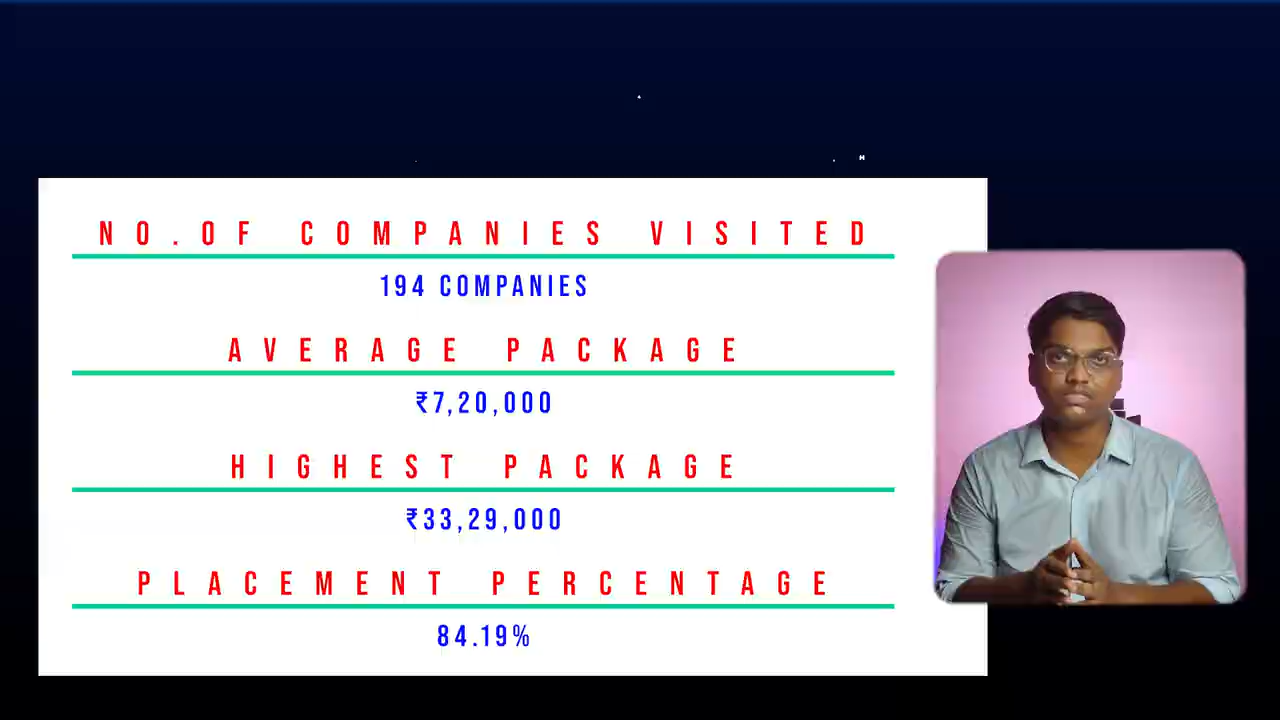 NO.OF COMPANIES VISITED
194 COMPANIES
AVERAGE PACKAGE
₹7,20,000
HIGHEST PACKAGE
₹33,29,000
PLACEMENT PERCENTAGE
84.19%